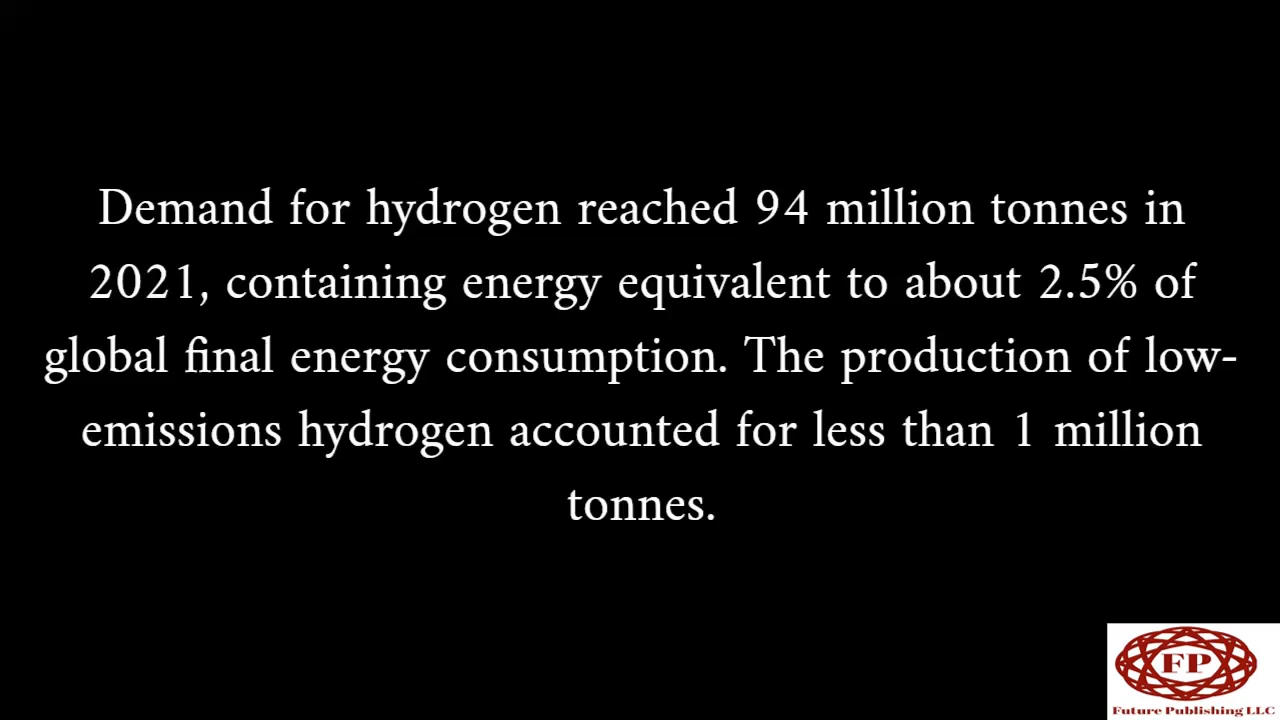 Demand for hydrogen reached 94 million tonnes in
2021, containing energy equivalent to about 2.5% of
global final energy consumption. The production of low-
emissions hydrogen accounted for less than 1 million
tonnes.
FP
Future Publishing LLC